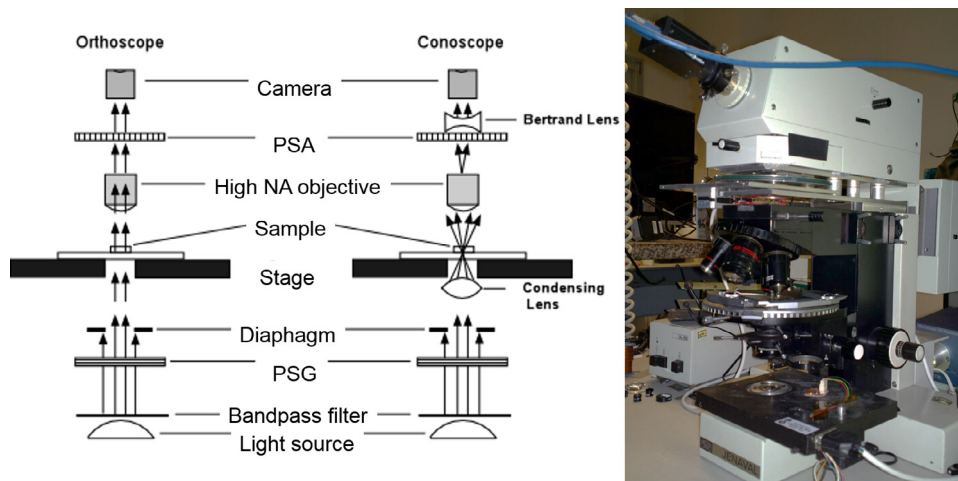 Orthoscope
Conoscope
Camera
Bertrand Lens
PSA
High NA objective
Sample
Stage
Condensing
Lens
Diaphagm
PSG
Bandpass filter
Light source
JENAVAL